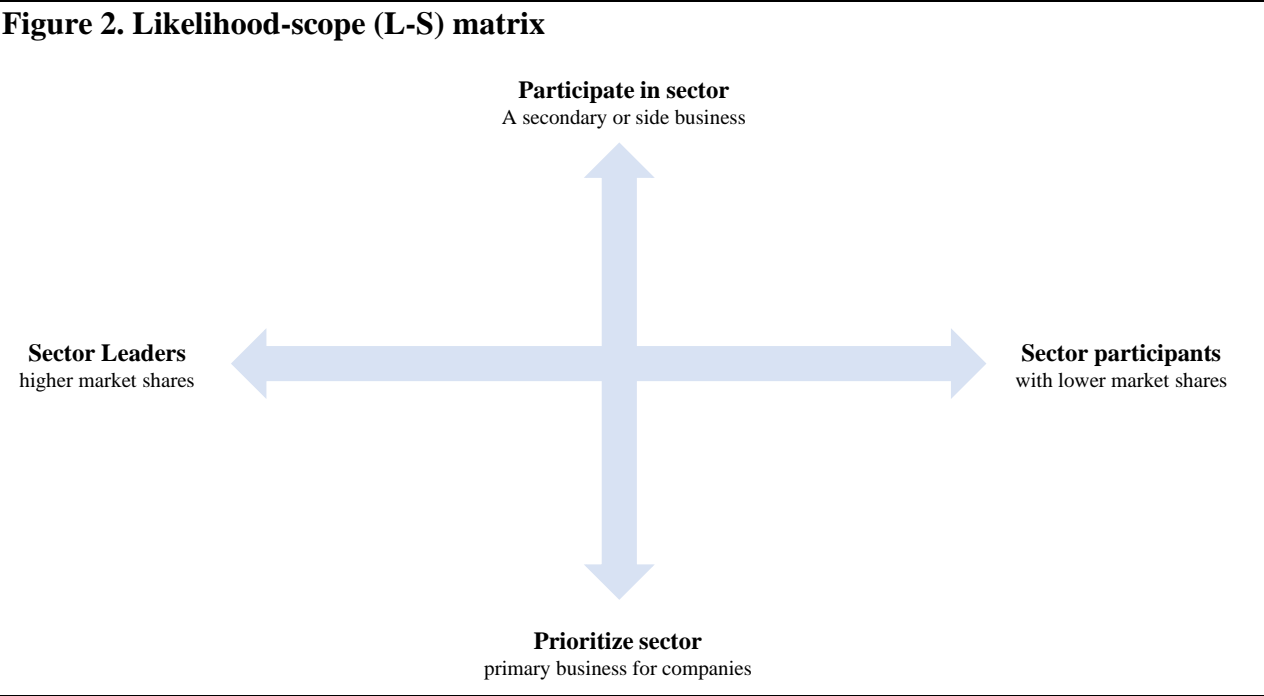 Figure 2. Likelihood-scope (L-S) matrix
Participate in sector
A secondary or side business
Sector Leaders
higher market shares
Sector participants
with lower market shares
Prioritize sector
primary business for companies